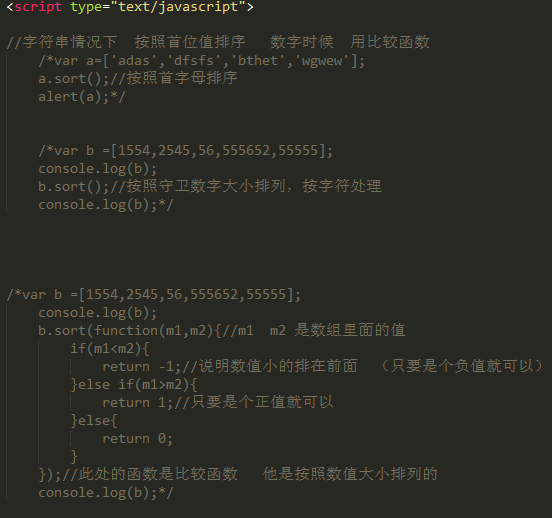 <script type="text/javascript">
//字符串情况下  按照首位值排序   数字时候  用比较函数
/*var a=['adas','dfsfs','bthet','wgwew'];
a.sort();//按照首字母排序
alert(a);*/
/*var b =[1554,2545,56,555652,55555];
console.log(b);
b.sort();//按照守卫数字大小排列，按字符处理
console.log(b);*/
/*var b =[1554,2545,56,555652,55555];
console.log(b);
b.sort(function(m1,m2){//m1  m2 是数组里面的值
if(m1<m2){
return -1;//说明数值小的排在前面  （只要是个负值就可以）
}else if(m1>m2){
return 1;//只要是个正值就可以
}else{
return 0;
}
});//此处的函数是比较函数   他是按照数值大小排列的
console.log(b);*/